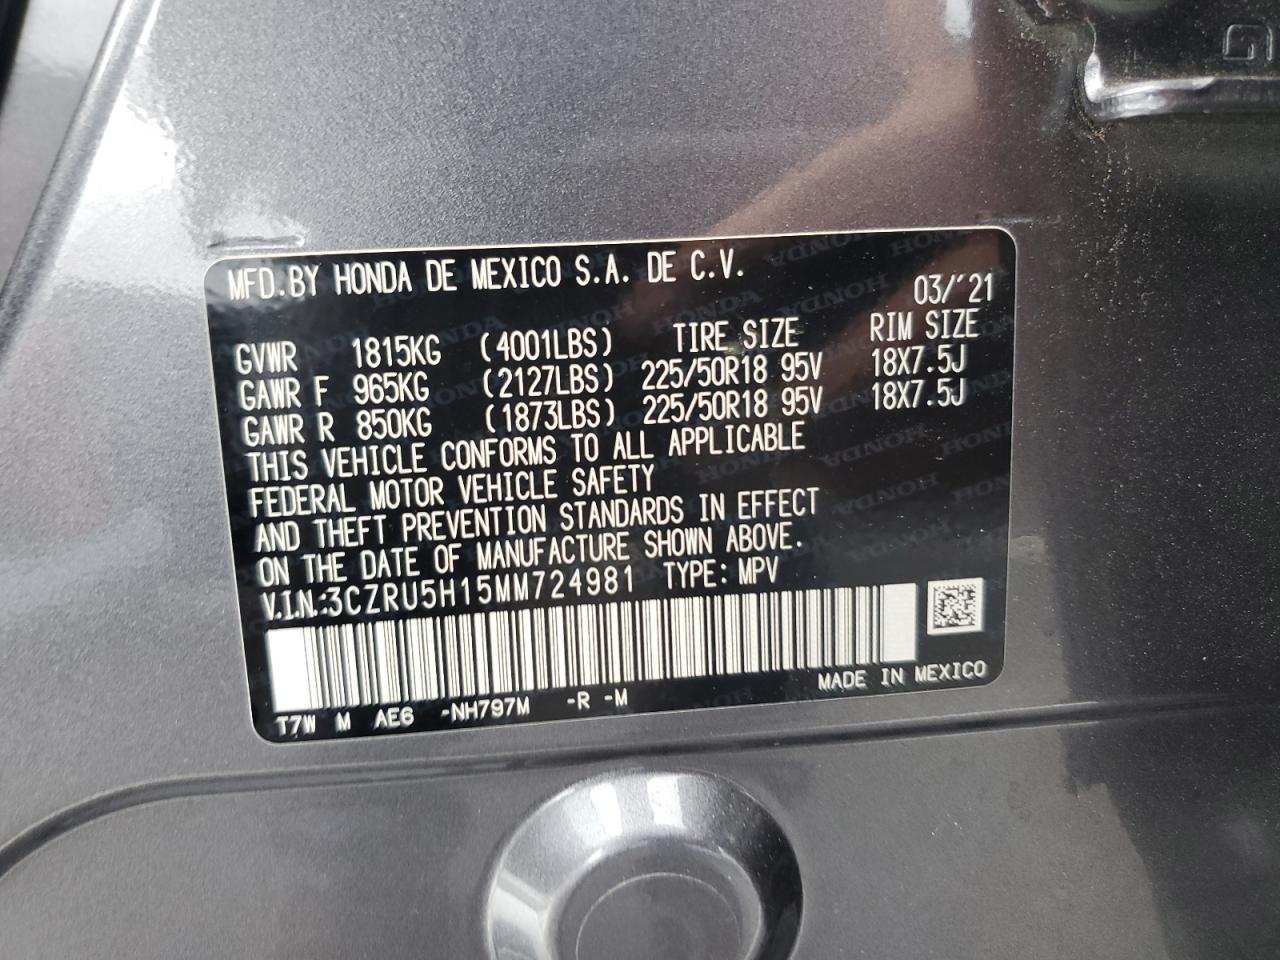 MFD.BY HONDA DE MEXICO S.A. DE C.V.
03/'21
GVWR 1815KG (4001LBS) TIRE SIZE RIM SIZE
GAWR F 965KG (2127LBS) 225/50R18 95V 18X7.5J
GAWR R 850KG (1873LBS) 225/50R18 95V 18X7.5J
THIS VEHICLE CONFORMS TO ALL APPLICABLE
FEDERAL MOTOR VEHICLE SAFETY
AND THEFT PREVENTION STANDARDS IN EFFECT
ON THE DATE OF MANUFACTURE SHOWN ABOVE.
V.I.N.:3CZRU5H15MM724981 TYPE: MPV
MADE IN MEXICO
T7W M AE6 -NH797M -R -M